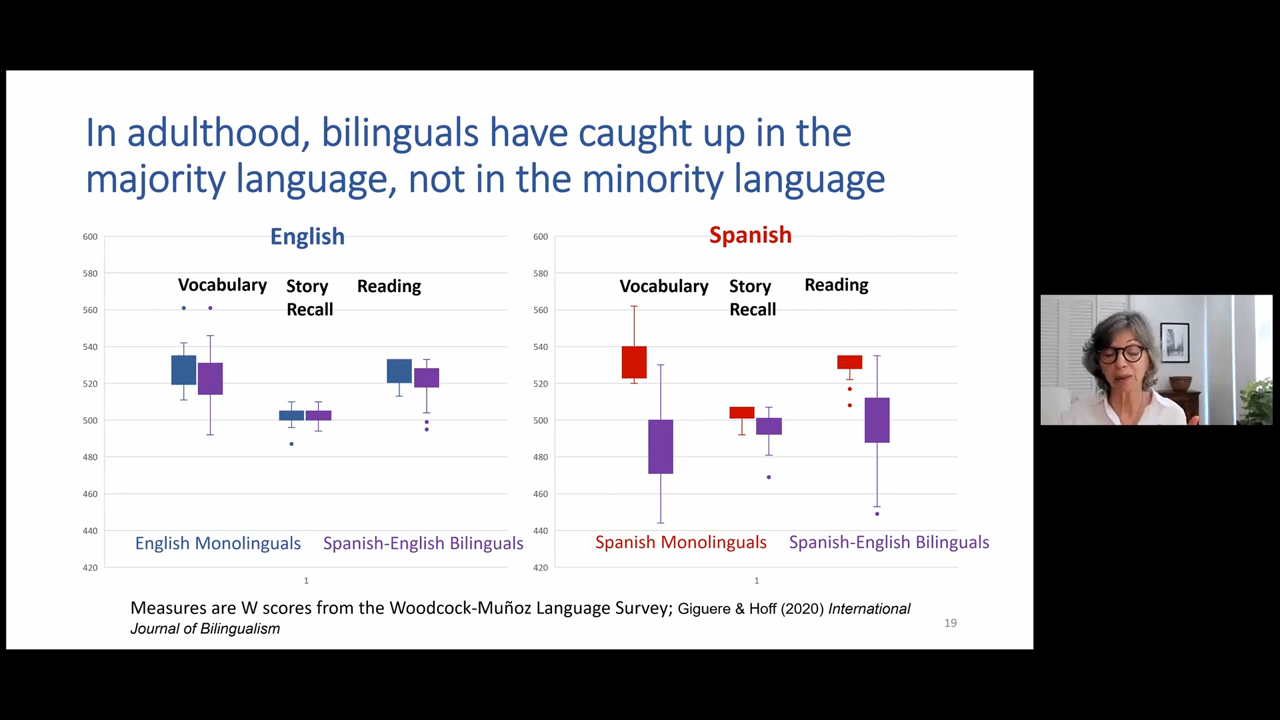 In adulthood, bilinguals have caught up in the
majority language, not in the minority language
English
600
580
560
540
520
500
480
460
440
420
Vocabulary
Story
Recall
Reading
English Monolinguals
Spanish-English Bilinguals
1
Spanish
600
580
560
540
520
500
480
460
440
420
Vocabulary
Story
Recall
Reading
Spanish Monolinguals
Spanish-English Bilinguals
1
Measures are W scores from the Woodcock-Muñoz Language Survey; Giguere & Hoff (2020) International
Journal of Bilingualism
19